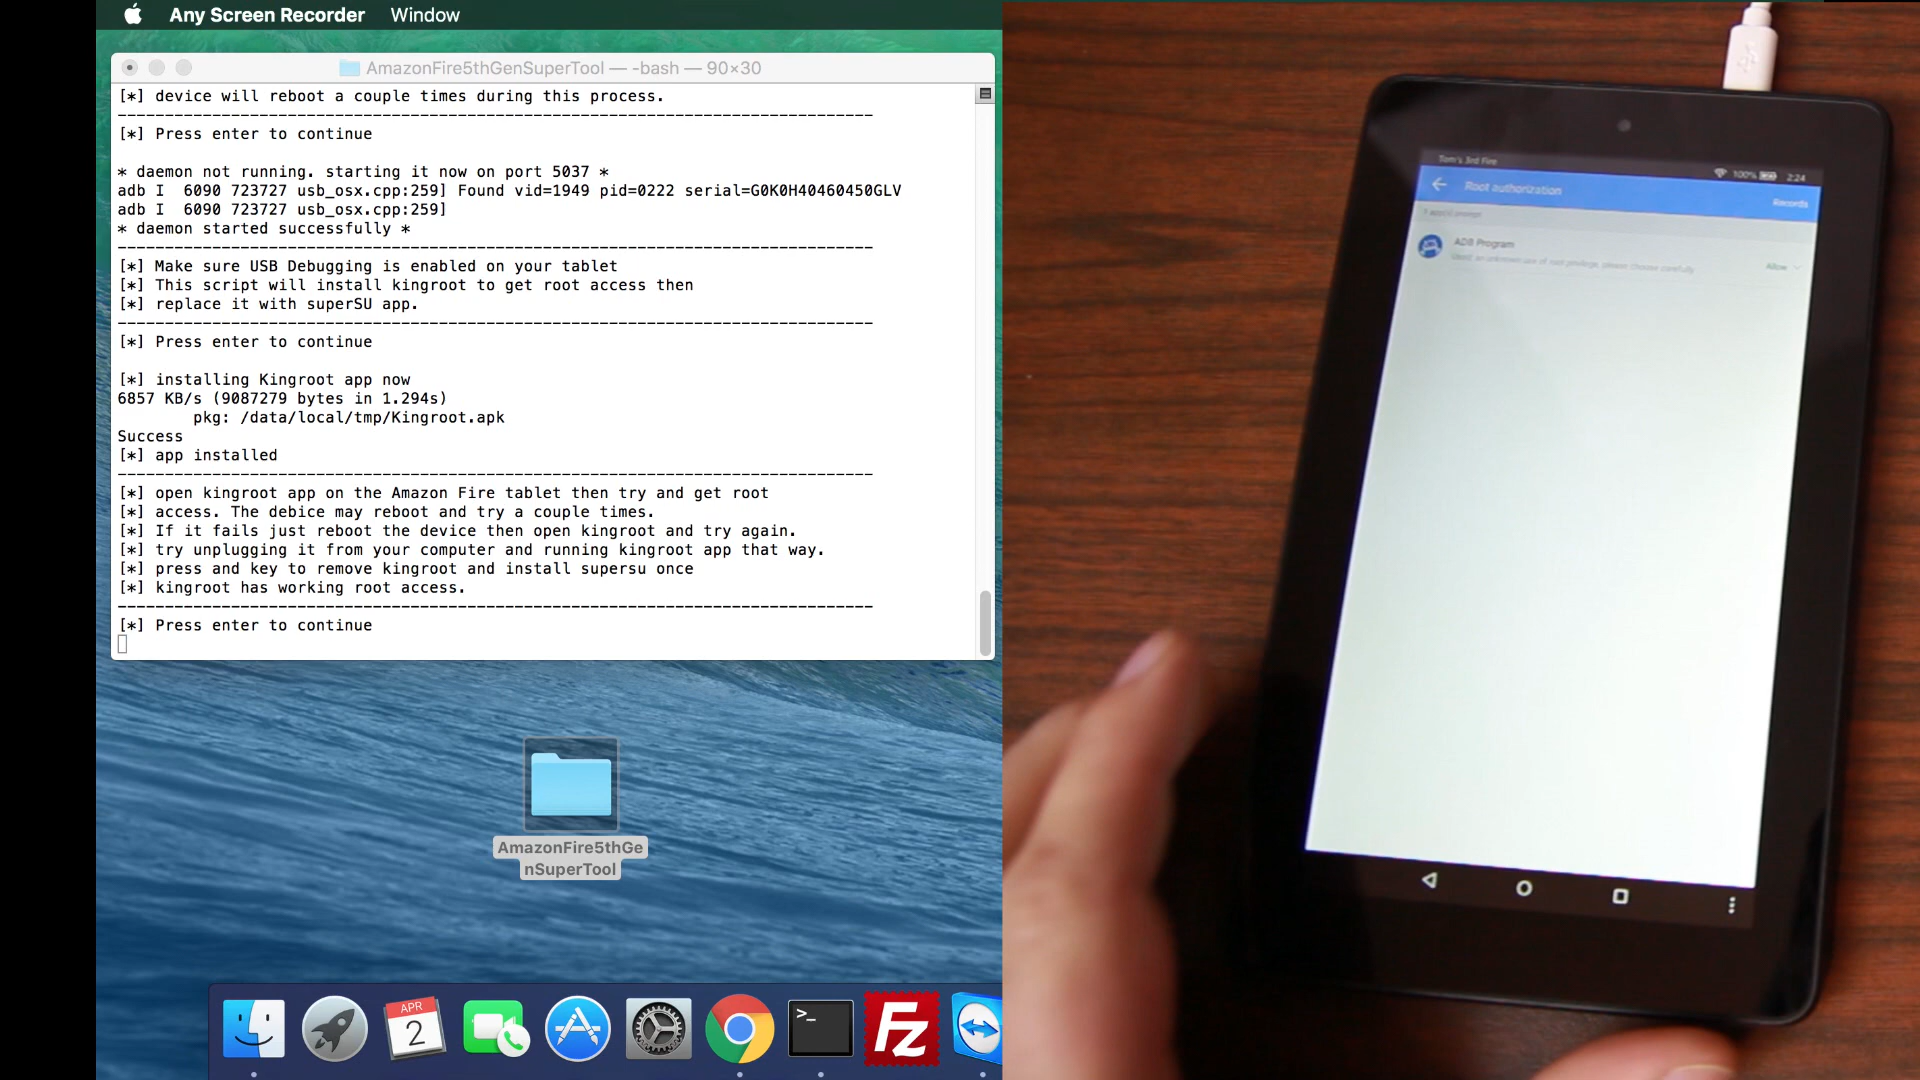 Any Screen Recorder Window
AmazonFire5thGenSuperTool — -bash — 90×30
[*] device will reboot a couple times during this process.
[*] Press enter to continue
* daemon not running. starting it now on port 5037 *
adb I  6090 723727 usb_osx.cpp:259] Found vid=1949 pid=0222 serial=G0K0H40460450GLV
adb I  6090 723727 usb_osx.cpp:259]
* daemon started successfully *
[*] Make sure USB Debugging is enabled on your tablet
[*] This script will install kingroot to get root access then
[*] replace it with superSU app.
[*] Press enter to continue
[*] installing Kingroot app now
6857 KB/s (9087279 bytes in 1.294s)
pkg: /data/local/tmp/Kingroot.apk
Success
[*] app installed
[*] open kingroot app on the Amazon Fire tablet then try and get root
[*] access. The debice may reboot and try a couple times.
[*] If it fails just reboot the device then open kingroot and try again.
[*] try unplugging it from your computer and running kingroot app that way.
[*] press and key to remove kingroot and install supersu once
[*] kingroot has working root access.
[*] Press enter to continue
AmazonFire5thGe
nSuperTool
APR
2
>_
Fz
Tom's 3rd Fire
100% 2:24
Root authorization
Records
ADB Program
Allow